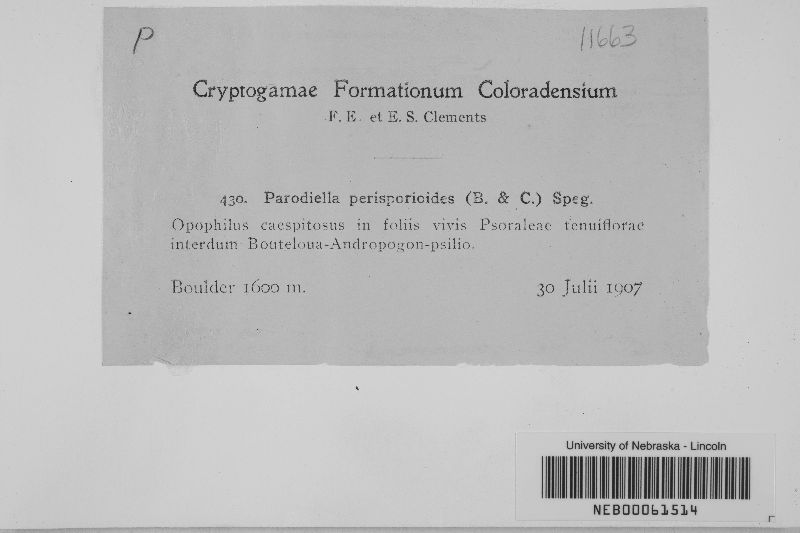 P
11663
Cryptogamae Formationum Coloradensium
F. E. et E. S. Clements
430. Parodiella perisporioides (B. & C.) Speg.
Opophilus caespitosus in foliis vivis Psoraleae tenuiflorae
interdum Bouteloua-Andropogon-psilio.
Boulder 1600 m. 30 Julii 1907
University of Nebraska - Lincoln
NEB00061514